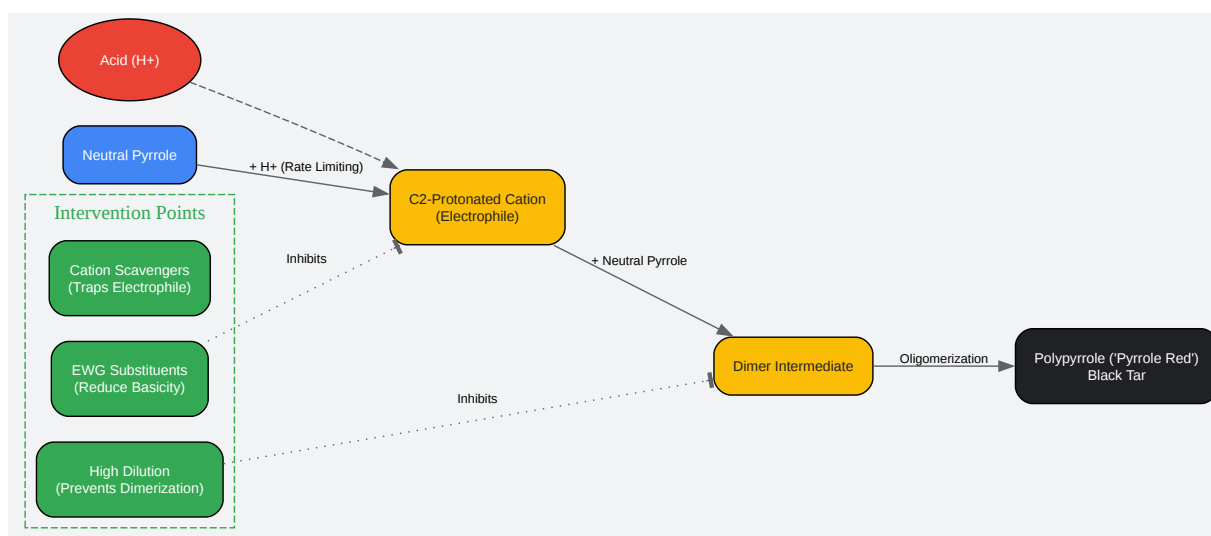 Acid (H+)
Neutral Pyrrole
+ H+ (Rate Limiting)
C2-Protonated Cation
(Electrophile)
Intervention Points
Cation Scavengers
(Traps Electrophile)
Inhibits
+ Neutral Pyrrole
EWG Substituents
(Reduce Basicity)
Dimer Intermediate
Oligomerization
Polypyrrole ('Pyrrole Red')
Black Tar
Inhibits
High Dilution
(Prevents Dimerization)